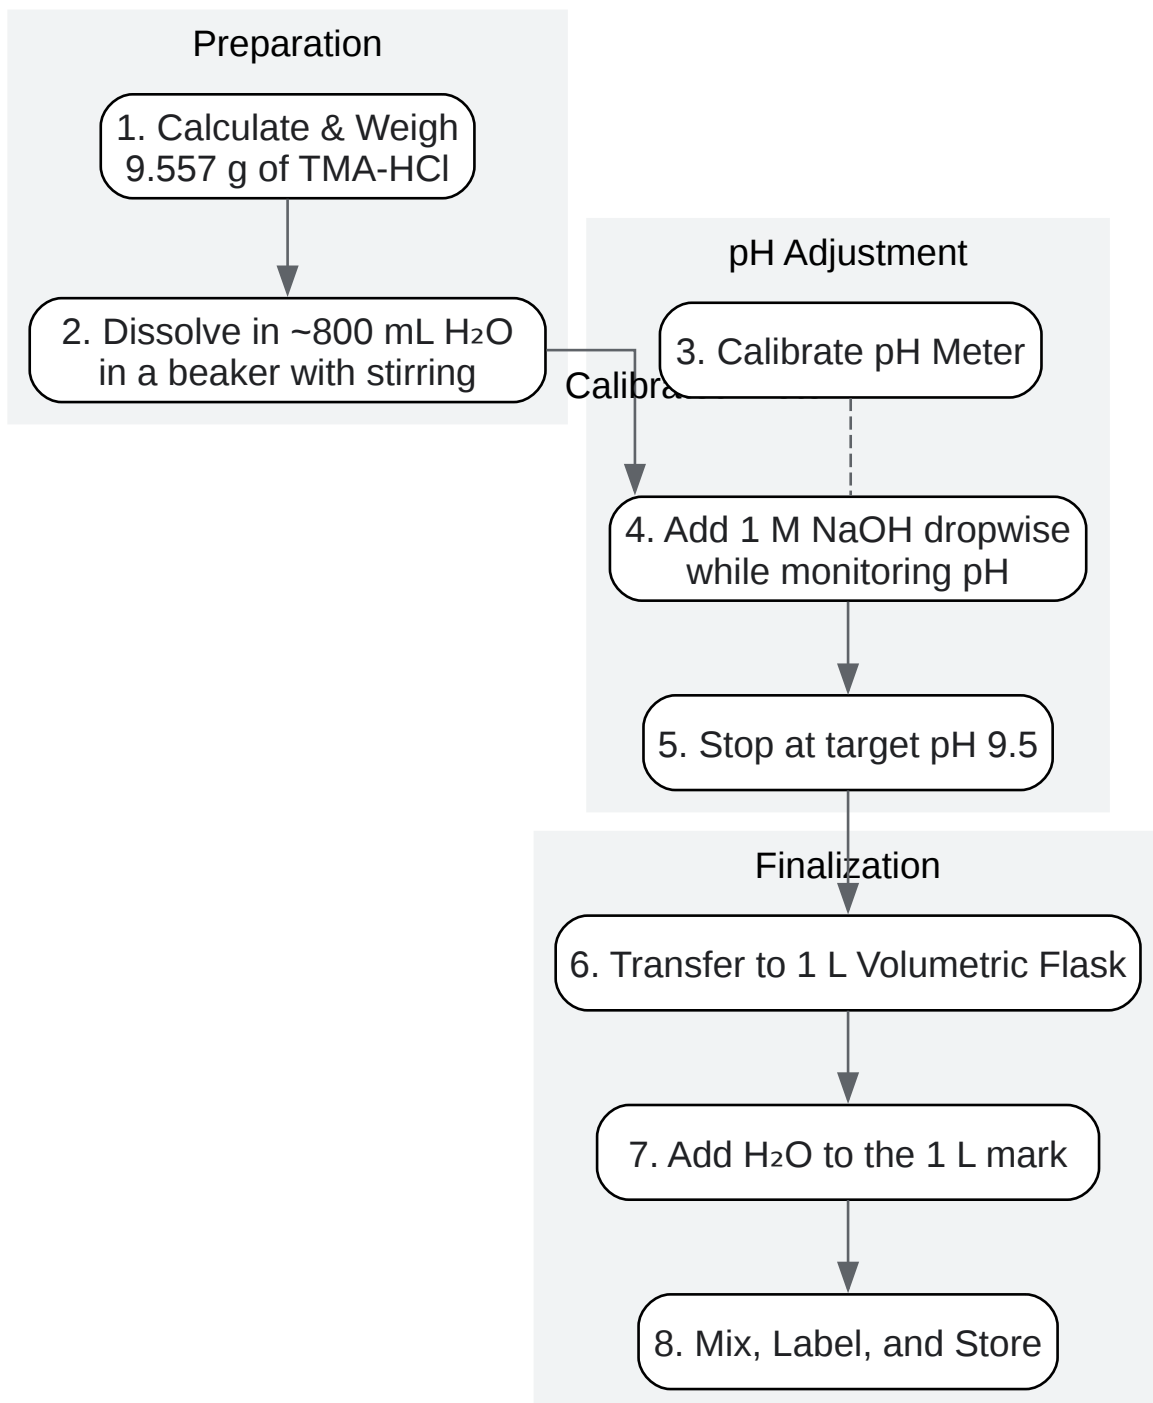 Preparation
1. Calculate & Weigh
9.557 g of TMA-HCl
2. Dissolve in ~800 mL H₂O
in a beaker with stirring
pH Adjustment
3. Calibrate pH Meter
4. Add 1 M NaOH dropwise
while monitoring pH
5. Stop at target pH 9.5
Finalization
6. Transfer to 1 L Volumetric Flask
7. Add H₂O to the 1 L mark
8. Mix, Label, and Store